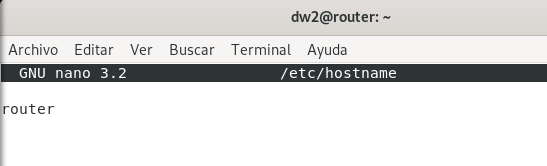 dw2@router: ~
Archivo Editar Ver Buscar Terminal Ayuda
GNU nano 3.2 /etc/hostname
router